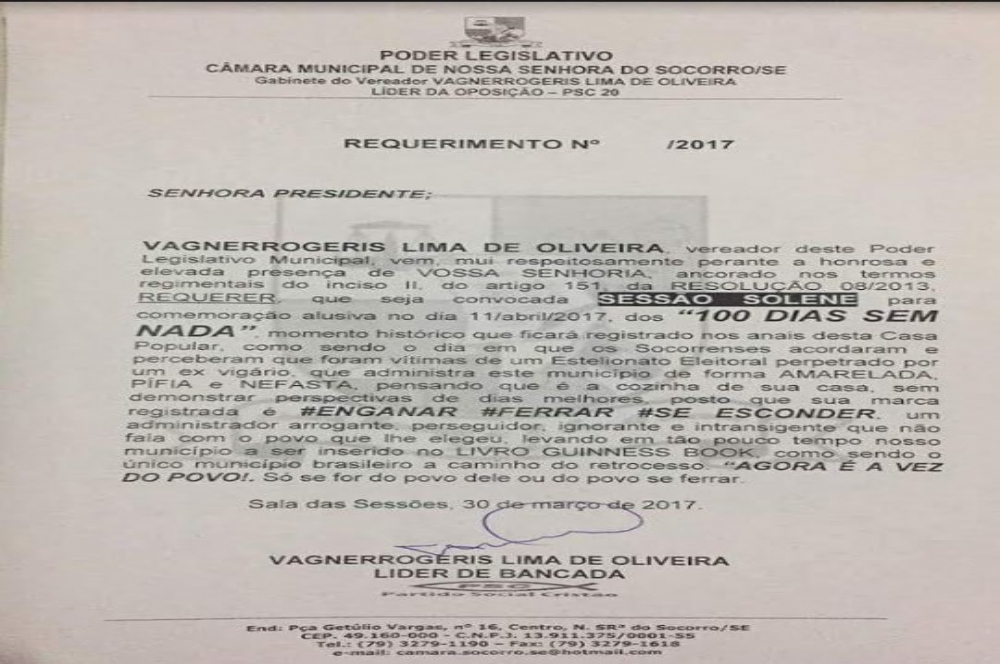 PODER LEGISLATIVO
CÂMARA MUNICIPAL DE NOSSA SENHORA DO SOCORRO/SE
Gabinete do Vereador VAGNERROGERIS LIMA DE OLIVEIRA
LÍDER DA OPOSIÇÃO – PSC 20
REQUERIMENTO Nº /2017
SENHORA PRESIDENTE;
VAGNERROGERIS LIMA DE OLIVEIRA, vereador deste Poder
Legislativo Municipal, vem, mui respeitosamente perante a honrosa e
elevada presença de VOSSA SENHORIA, ancorado nos termos
regimentais do inciso II, do artigo 151, da RESOLUÇÃO 08/2013,
REQUERER, que seja convocada SESSÃO SOLENE para
comemoração alusiva no dia 11/abril/2017, dos "100 DIAS SEM
NADA", momento histórico que ficará registrado nos anais desta Casa
Popular, como sendo o dia em que os Socorrenses acordaram e
perceberam que foram vítimas de um Estelionato Eleitoral perpetrado por
um ex vigário, que administra este município de forma AMARELADA,
PÍFIA e NEFASTA, pensando que é a cozinha de sua casa, sem
demonstrar perspectivas de dias melhores, posto que sua marca
registrada é #ENGANAR #FERRAR #SE ESCONDER, um
administrador arrogante, perseguidor, ignorante e intransigente que não
fala com o povo que lhe elegeu, levando em tão pouco tempo nosso
município a ser inserido no LIVRO GUINNESS BOOK, como sendo o
único município brasileiro a caminho do retrocesso. "AGORA É A VEZ
DO POVO!. Só se for do povo dele ou do povo se ferrar.
Sala das Sessões, 30 de março de 2017.
VAGNERROGERIS LIMA DE OLIVEIRA
LIDER DE BANCADA
PSC
Partido Social Cristão
End: Pça Getúlio Vargas, nº 16, Centro, N. SRª do Socorro/SE
CEP. 49.160-000 - C.N.P.J. 13.911.375/0001-55
Tel.: (79) 3279-1190 – Fax: (79) 3279-1618
e-mail: camara.socorro.se@hotmail.com